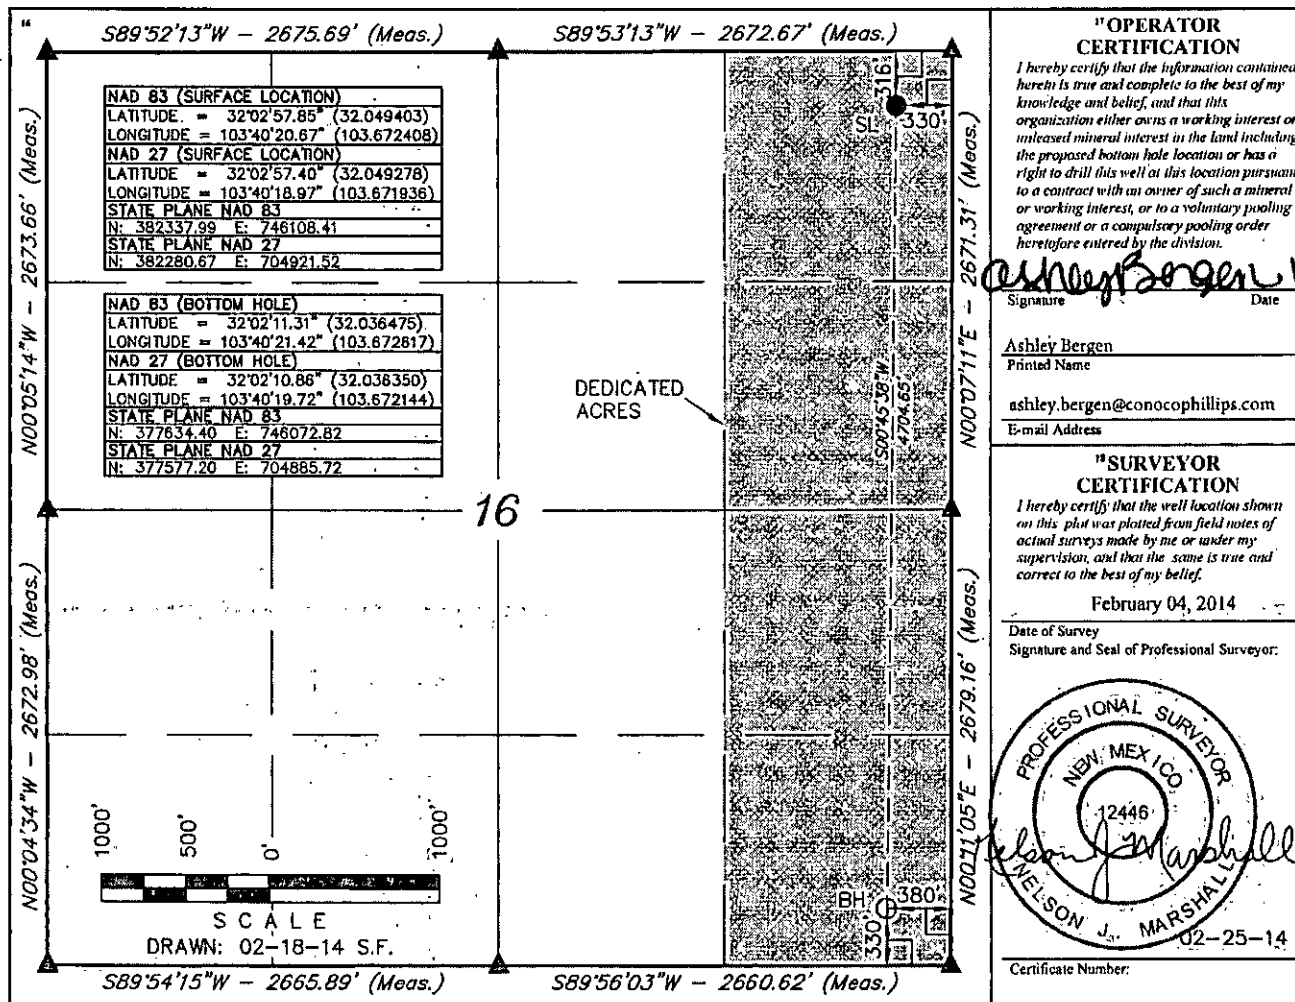 16
S89°52'13"W - 2675.69' (Meas.)
S89°53'13"W - 2672.67' (Meas.)
N00°05'14"W - 2673.66' (Meas.)
N00°04'34"W - 2672.98' (Meas.)
NAD 83 (SURFACE LOCATION)
LATITUDE = 32°02'57.85" (32.049403)
LONGITUDE = 103°40'20.67" (103.672408)
NAD 27 (SURFACE LOCATION)
LATITUDE = 32°02'57.40" (32.049278)
LONGITUDE = 103°40'18.97" (103.671936)
STATE PLANE NAD 83
N: 382337.99 E: 746108.41
STATE PLANE NAD 27
N: 382280.67 E: 704921.52
NAD 83 (BOTTOM HOLE)
LATITUDE = 32°02'11.31" (32.036475)
LONGITUDE = 103°40'21.42" (103.672617)
NAD 27 (BOTTOM HOLE)
LATITUDE = 32°02'10.86" (32.036350)
LONGITUDE = 103°40'19.72" (103.672144)
STATE PLANE NAD 83
N: 377634.40 E: 746072.82
STATE PLANE NAD 27
N: 377577.20 E: 704885.72
316'
SL
330'
DEDICATED
ACRES
S00°45'38"W
4704.65'
16
N00°07'11"E - 2671.31' (Meas.)
N00°11'05"E - 2679.16' (Meas.)
BH
380'
330'
1000'
500'
0'
1000'
SCALE
DRAWN: 02-18-14 S.F.
S89°54'15"W - 2665.89' (Meas.)
S89°56'03"W - 2660.62' (Meas.)
17 OPERATOR
CERTIFICATION
I hereby certify that the information contained
herein is true and complete to the best of my
knowledge and belief, and that this
organization either owns a working interest or
unleased mineral interest in the land including
the proposed bottom hole location or has a
right to drill this well at this location pursuant
to a contract with an owner of such a mineral
or working interest, or to a voluntary pooling
agreement or a compulsory pooling order
heretofore entered by the division.
Ashley Bergen
Signature Date
Ashley Bergen
Printed Name
ashley.bergen@conocophillips.com
E-mail Address
18 SURVEYOR
CERTIFICATION
I hereby certify that the well location shown
on this plat was plotted from field notes of
actual surveys made by me or under my
supervision, and that the same is true and
correct to the best of my belief.
February 04, 2014
Date of Survey
Signature and Seal of Professional Surveyor:
PROFESSIONAL SURVEYOR
NEW MEXICO
12446
Nelson J Marshall
NELSON J. MARSHALL
02-25-14
Certificate Number: